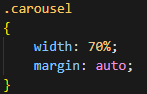 .carousel
{
    width: 70%;
    margin: auto;
}